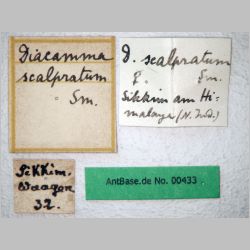 Diacamma
scalpratum
Sm.
D. scalpratum
☿. Sm.
Sikkim am Hi-
malaya (N. Ind.)
Sikkim.
Waagen
32.
AntBase.de No. 00433